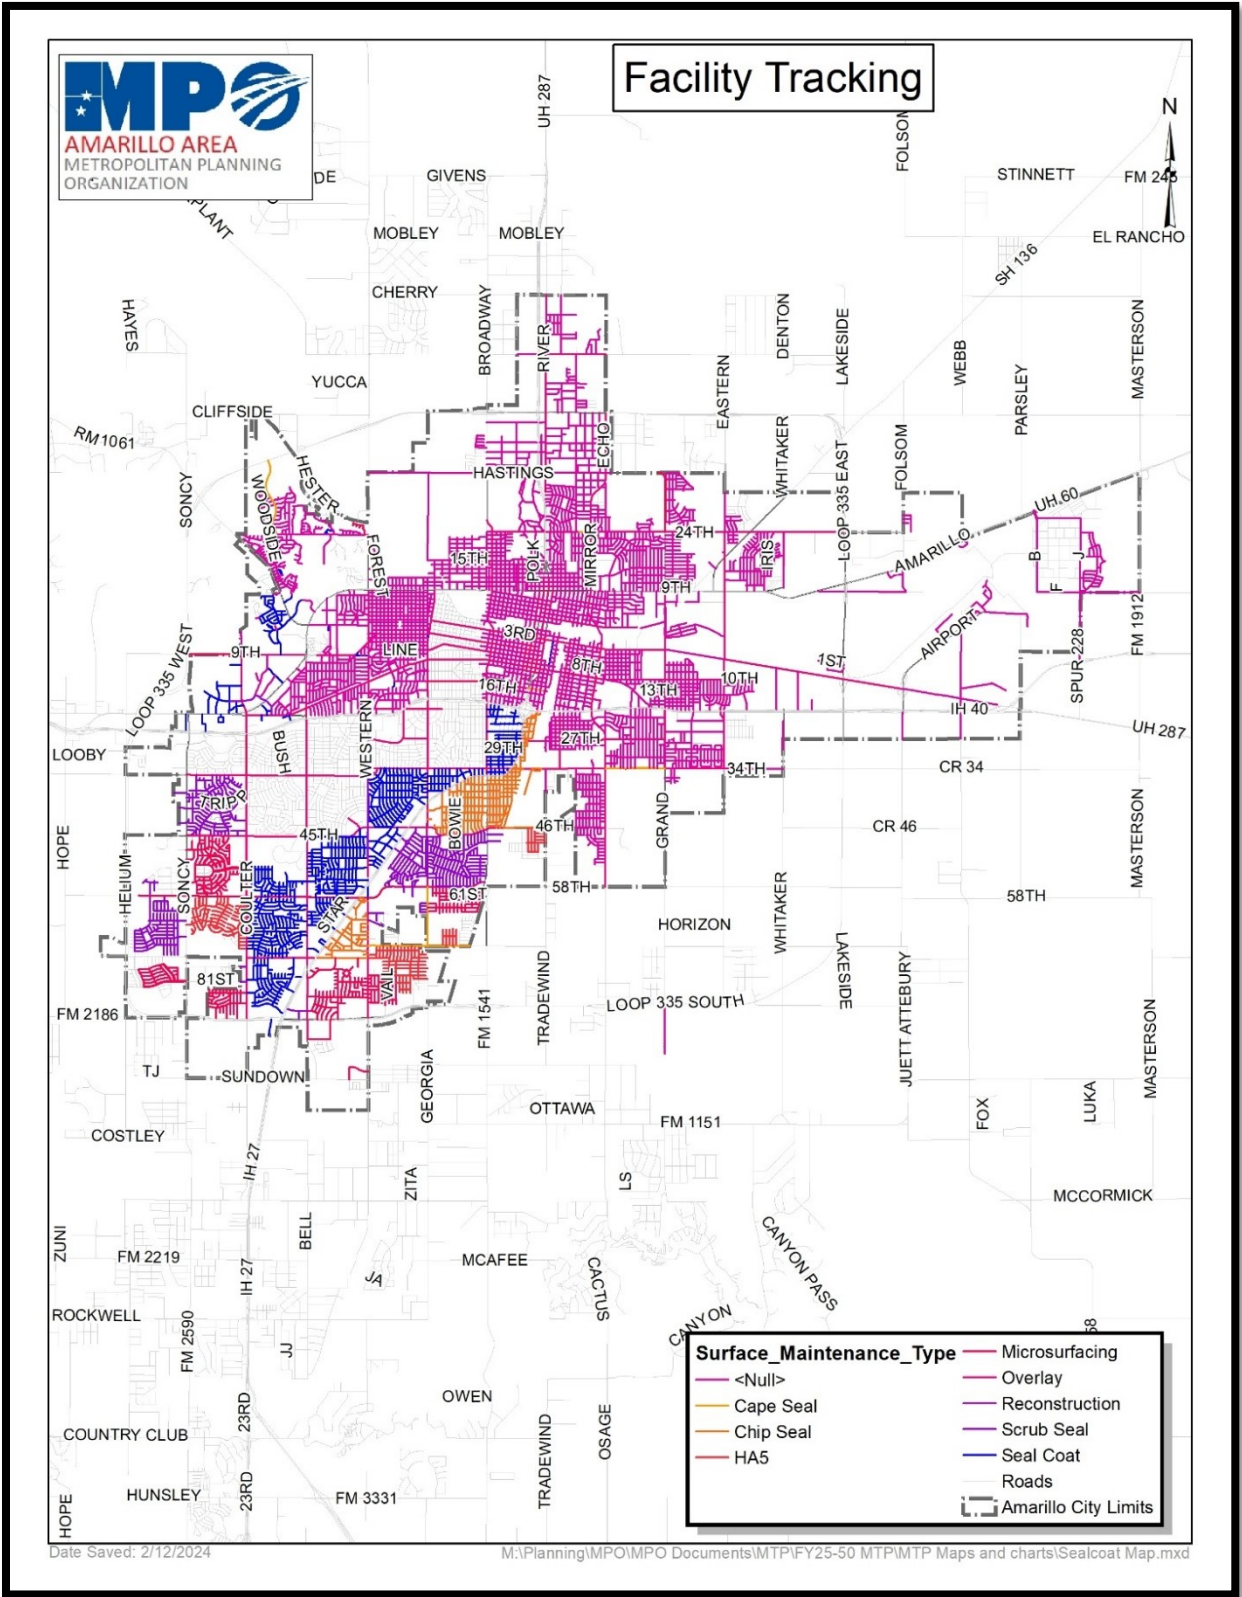 Facility Tracking
MPO
AMARILLO AREA
METROPOLITAN PLANNING
ORGANIZATION
UH 287
FOLSOM
N
DE
GIVENS
STINNETT
FM 245
PLANT
MOBLEY
MOBLEY
EL RANCHO
SH 136
CHERRY
HAYES
BROADWAY
RIVER
DENTON
LAKESIDE
MASTERSON
YUCCA
EASTERN
WEBB
PARSLEY
CLIFFSIDE
RM1061
ECHO
WHITAKER
FOLSOM
SONCY
HESTER
WOODSIDE
HASTINGS
LOOP 335 EAST
UH 60
24TH
AMARILLO
FOREST
15TH
POLK
MIRROR
IRIS
B
J
9TH
F
3RD
AIRPORT
FM 1912
LOOP 335 WEST
9TH
LINE
8TH
1ST
SPUR 228
16TH
13TH
10TH
IH 40
UH 287
LOOBY
BUSH
WESTERN
29TH
27TH
34TH
CR 34
TRIPP
BOWIE
45TH
46TH
GRAND
CR 46
MASTERSON
HOPE
HELIUM
SONCY
COULTER
61ST
58TH
58TH
STAR
HORIZON
WHITAKER
LAKESIDE
81ST
VAIL
TRADEWIND
LOOP 335 SOUTH
JUETT ATTEBURY
FM 2186
FM 1541
MASTERSON
TJ
SUNDOWN
GEORGIA
OTTAWA
FM 1151
FOX
LUKA
COSTLEY
IH 27
ZITA
LS
MCCORMICK
ZUNI
FM 2219
BELL
MCAFEE
CANYON PASS
IH 27
JA
CACTUS
ROCKWELL
FM 2590
JJ
CANYON
OWEN
23RD
COUNTRY CLUB
TRADEWIND
OSAGE
HUNSLEY
23RD
FM 3331
HOPE
Surface_Maintenance_Type
<Null>
Cape Seal
Chip Seal
HA5
Microsurfacing
Overlay
Reconstruction
Scrub Seal
Seal Coat
Roads
Amarillo City Limits
Date Saved: 2/12/2024
M:\Planning\MPO\MPO Documents\MTP\FY25-50 MTP\MTP Maps and charts\Sealcoat Map.mxd